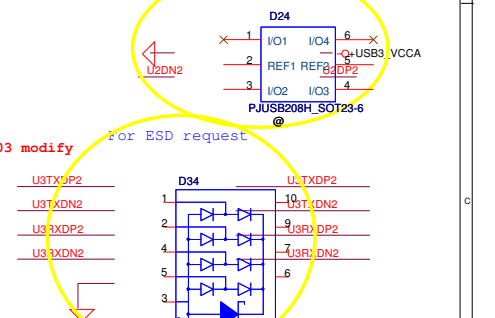 D24
1 I/O1 I/O4 6
+USB3_VCCA
2 REF1 REF2 5
U2DN2 U2DP2
3 I/O2 I/O3 4
PJUSB208H_SOT23-6
@
For ESD request
03 modify
D34
U3TXDP2 U3TXDP2
1 10
U3TXDN2 U3TXDN2
2 9
U3RXDP2 U3RXDP2
4 7
U3RXDN2 U3RXDN2
5 6
3
C